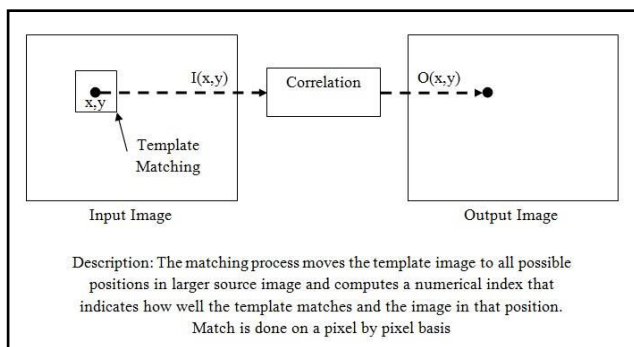 I(x,y)
Correlation
O(x,y)
x,y
Template
Matching
Input Image
Output Image
Description: The matching process moves the template image to all possible
positions in larger source image and computes a numerical index that
indicates how well the template matches and the image in that position.
Match is done on a pixel by pixel basis